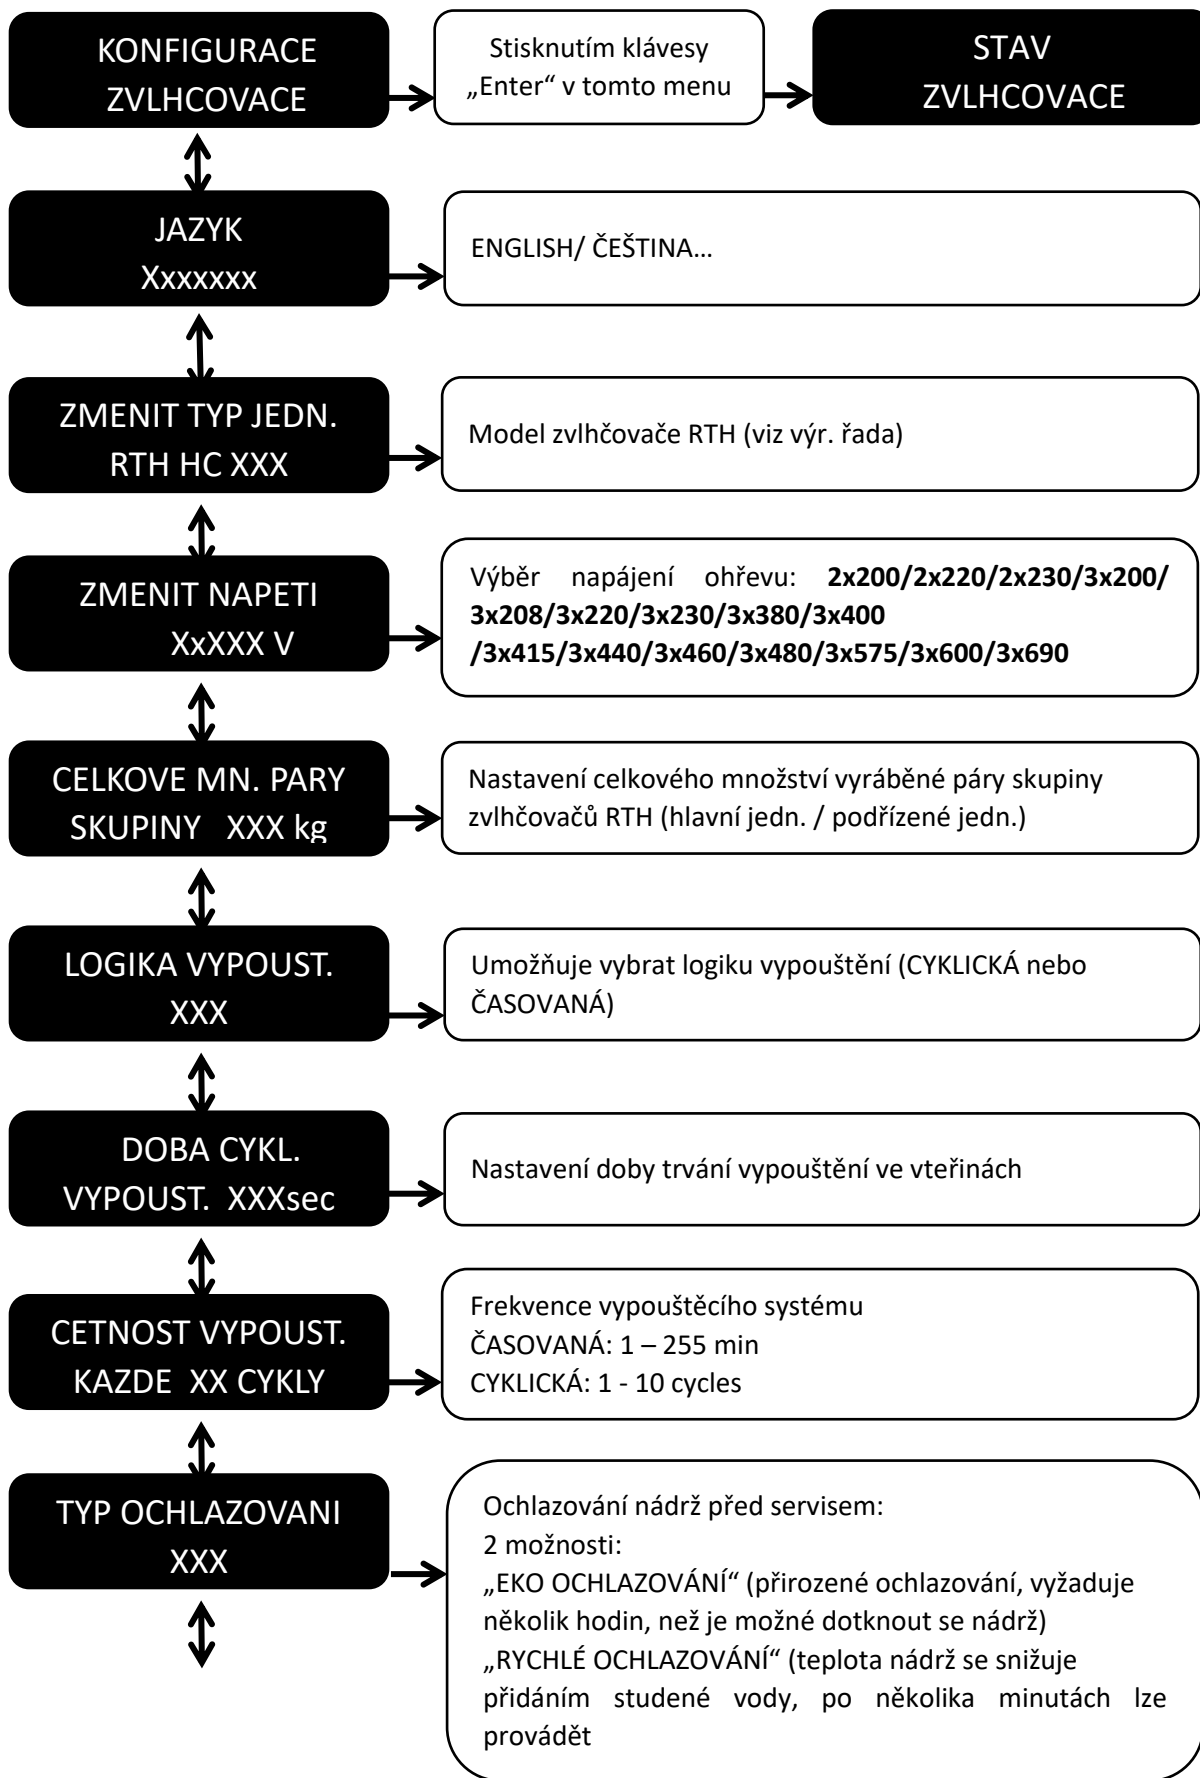 KONFIGURACE
ZVLHCOVACE
Stisknutím klávesy
„Enter“ v tomto menu
STAV
ZVLHCOVACE
JAZYK
Xxxxxxx
ENGLISH/ ČEŠTINA...
ZMENIT TYP JEDN.
RTH HC XXX
Model zvlhčovače RTH (viz výr. řada)
ZMENIT NAPETI
XxXXX V
Výběr napájení ohřevu: 2x200/2x220/2x230/3x200/
3x208/3x220/3x230/3x380/3x400
/3x415/3x440/3x460/3x480/3x575/3x600/3x690
CELKOVE MN. PARY
SKUPINY XXX kg
Nastavení celkového množství vyráběné páry skupiny
zvlhčovačů RTH (hlavní jedn. / podřízené jedn.)
LOGIKA VYPOUST.
XXX
Umožňuje vybrat logiku vypouštění (CYKLICKÁ nebo
ČASOVANÁ)
DOBA CYKL.
VYPOUST. XXXsec
Nastavení doby trvání vypouštění ve vteřinách
CETNOST VYPOUST.
KAZDE XX CYKLY
Frekvence vypouštěcího systému
ČASOVANÁ: 1 – 255 min
CYKLICKÁ: 1 - 10 cycles
TYP OCHLAZOVANI
XXX
Ochlazování nádrž před servisem:
2 možnosti:
„EKO OCHLAZOVÁNÍ“ (přirozené ochlazování, vyžaduje
několik hodin, než je možné dotknout se nádrž)
„RYCHLÉ OCHLAZOVÁNÍ“ (teplota nádrž se snižuje
přidáním studené vody, po několika minutách lze
provádět